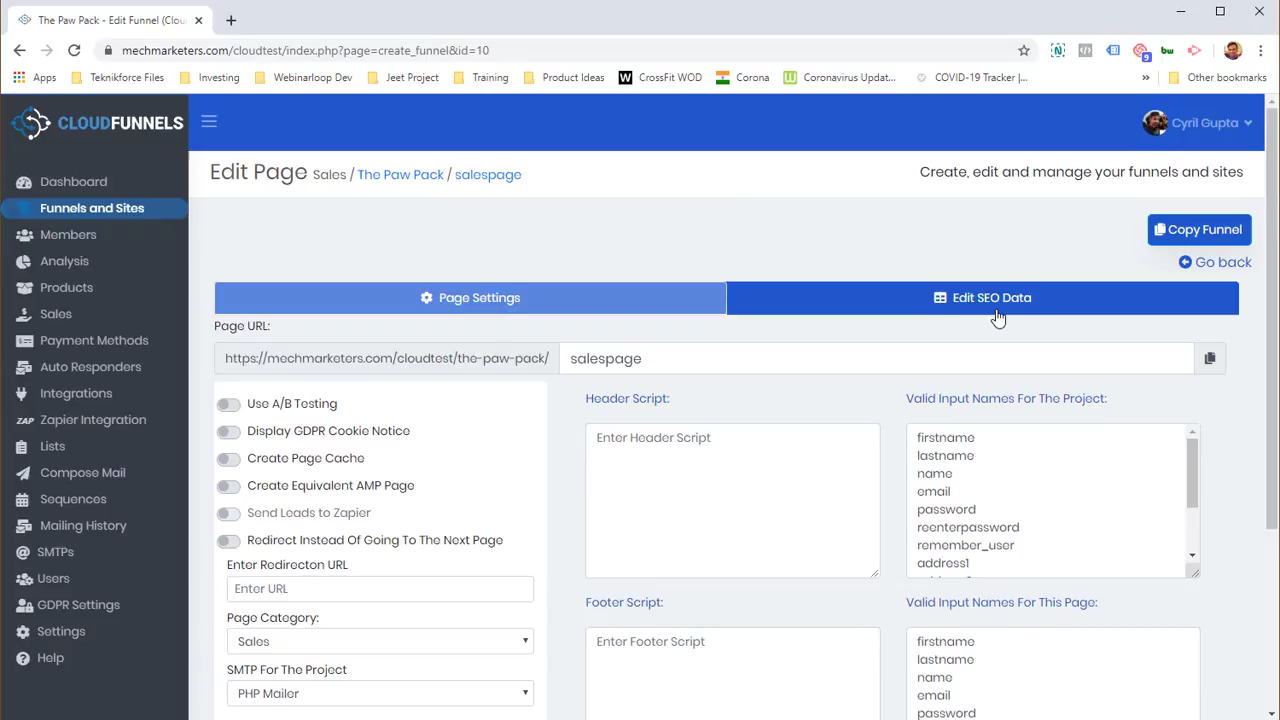 The Paw Pack - Edit Funnel (Clou
mechmarketers.com/cloudtest/index.php?page=create_funnel&id=10
Apps
Teknikforce Files
Investing
Webinarloop Dev
Jeet Project
Training
Product Ideas
W
CrossFit WOD
Corona
Coronavirus Updat...
COVID-19 Tracker |...
Other bookmarks
N
9
bw
CLOUDFUNNELS
Cyril Gupta
Dashboard
Funnels and Sites
Members
Analysis
Products
Sales
Payment Methods
Auto Responders
Integrations
ZAP Zapier Integration
Lists
Compose Mail
Sequences
Mailing History
SMTPs
Users
GDPR Settings
Settings
Help
Edit Page Sales / The Paw Pack / salespage
Create, edit and manage your funnels and sites
Copy Funnel
Go back
Page Settings
Edit SEO Data
Page URL:
https://mechmarketers.com/cloudtest/the-paw-pack/
salespage
Use A/B Testing
Display GDPR Cookie Notice
Create Page Cache
Create Equivalent AMP Page
Send Leads to Zapier
Redirect Instead Of Going To The Next Page
Enter Redirecton URL
Enter URL
Page Category:
Sales
SMTP For The Project
PHP Mailer
Header Script:
Enter Header Script
Footer Script:
Enter Footer Script
Valid Input Names For The Project:
firstname
lastname
name
email
password
reenterpassword
remember_user
address1
Valid Input Names For This Page:
firstname
lastname
name
email
password